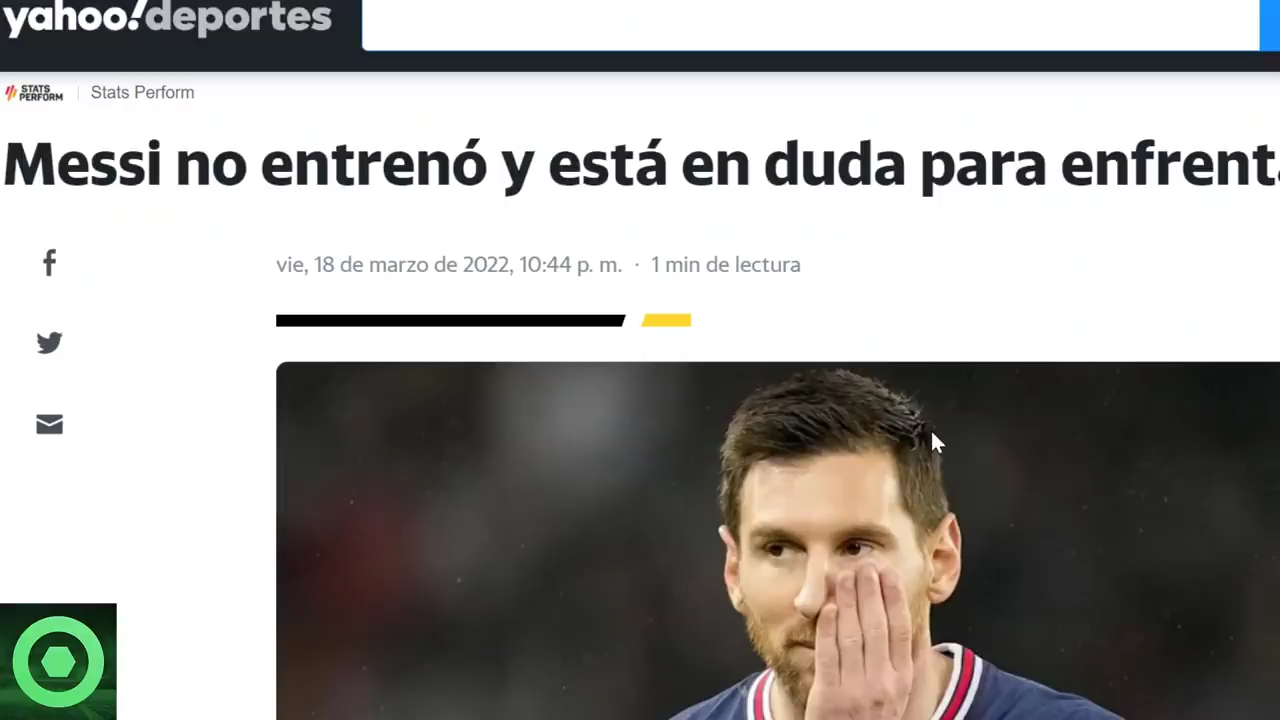 yahoo!deportes
STATS PERFORM
Stats Perform
Messi no entrenó y está en duda para
vie, 18 de marzo de 2022, 10:44 p. m. · 1 min de lectura